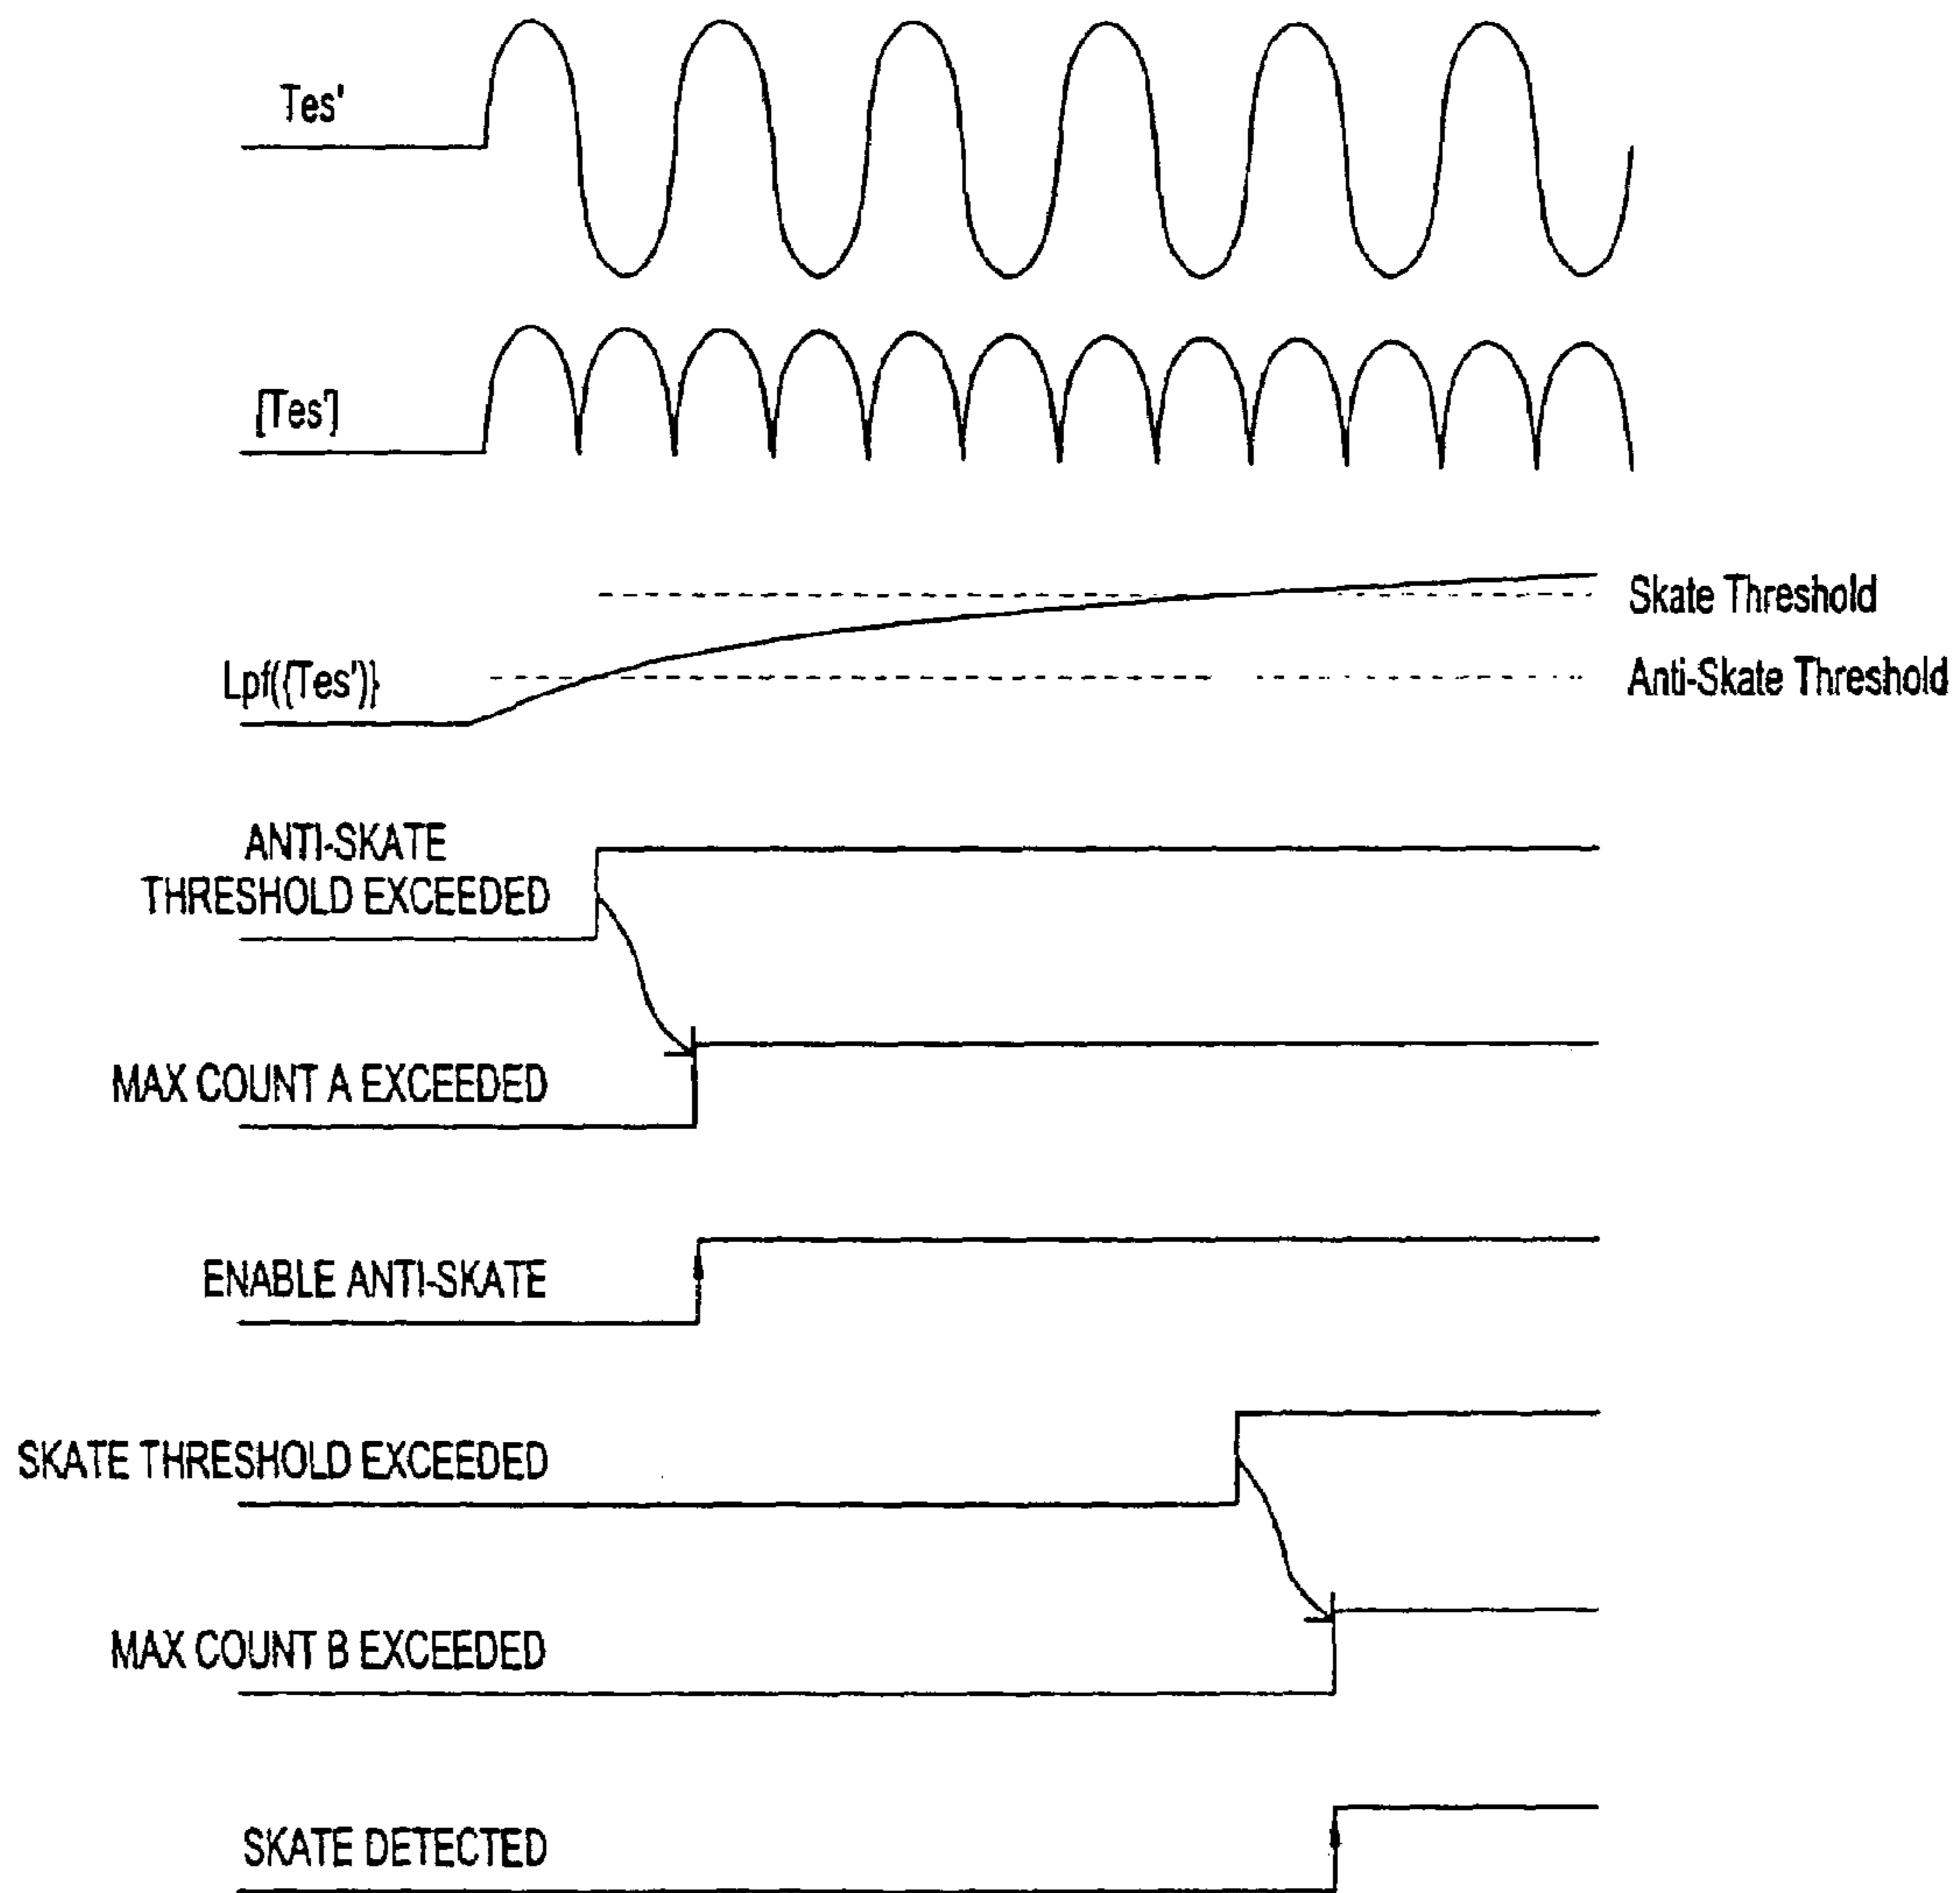 Tes'
[Tes']
Skate Threshold
Lpf({Tes')}
Anti-Skate Threshold
ANTI-SKATE
THRESHOLD EXCEEDED
MAX COUNT A EXCEEDED
ENABLE ANTI-SKATE
SKATE THRESHOLD EXCEEDED
MAX COUNT B EXCEEDED
SKATE DETECTED